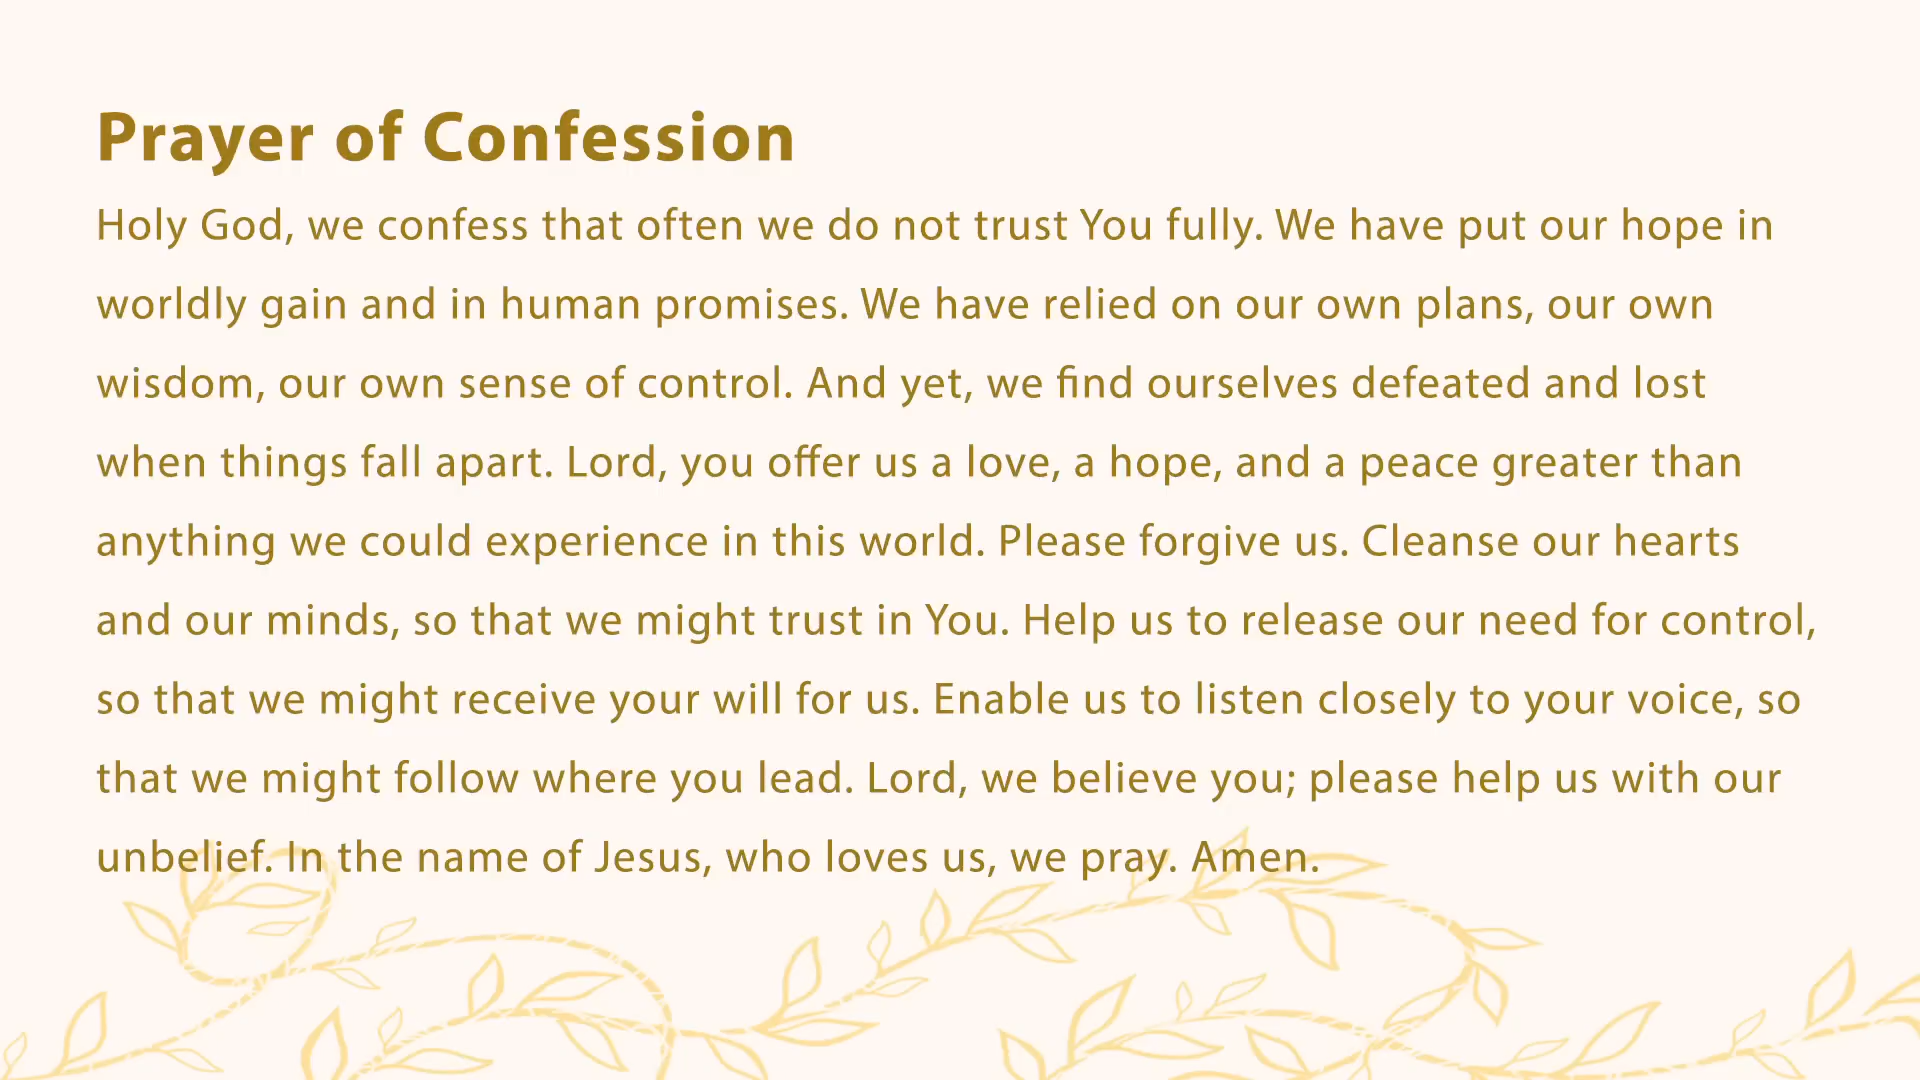 Prayer of Confession
Holy God, we confess that often we do not trust You fully. We have put our hope in
worldly gain and in human promises. We have relied on our own plans, our own
wisdom, our own sense of control. And yet, we find ourselves defeated and lost
when things fall apart. Lord, you offer us a love, a hope, and a peace greater than
anything we could experience in this world. Please forgive us. Cleanse our hearts
and our minds, so that we might trust in You. Help us to release our need for control,
so that we might receive your will for us. Enable us to listen closely to your voice, so
that we might follow where you lead. Lord, we believe you; please help us with our
unbelief. In the name of Jesus, who loves us, we pray. Amen.